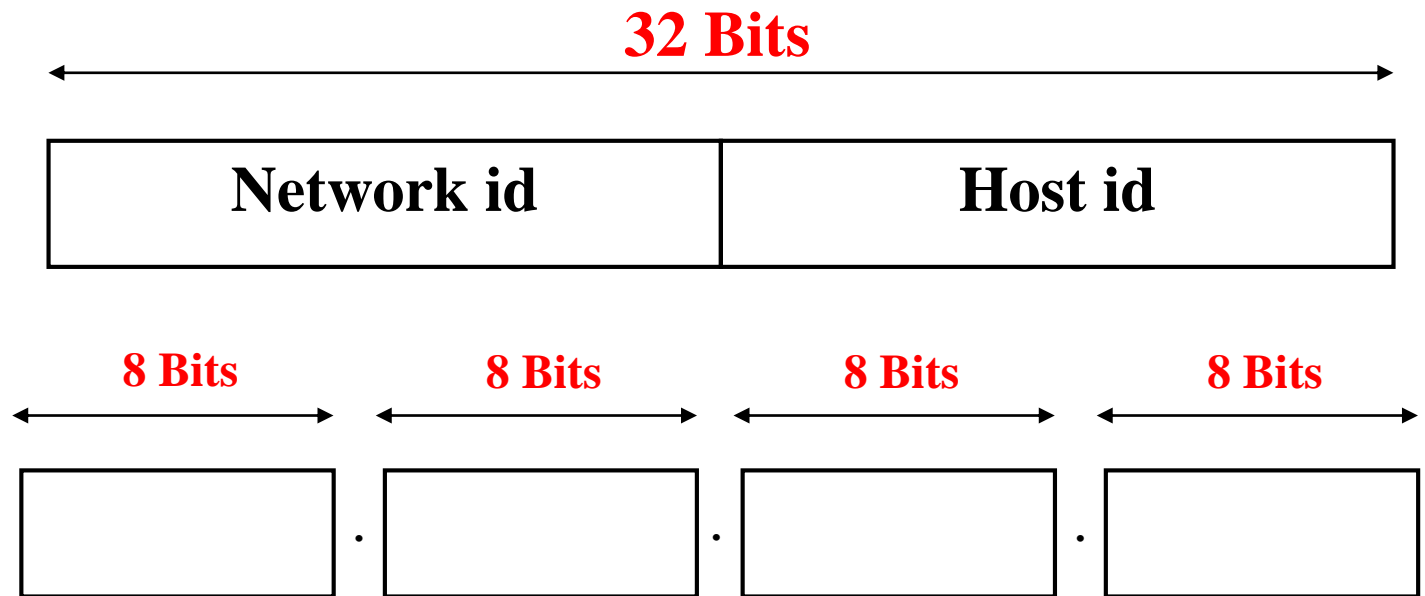 32 Bits
Network id Host id
8 Bits 8 Bits 8 Bits 8 Bits
. . .